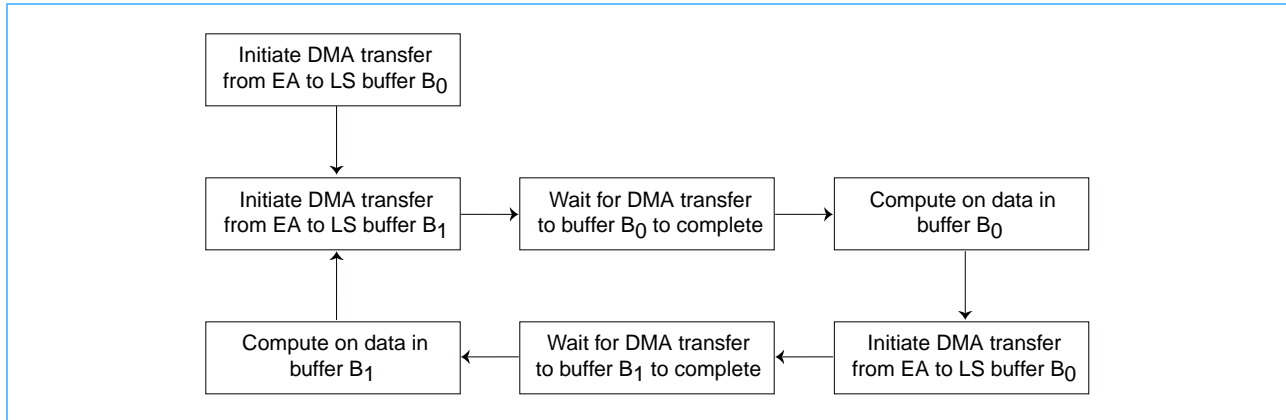 Initiate DMA transfer
from EA to LS buffer B0
Initiate DMA transfer
from EA to LS buffer B1
Wait for DMA transfer
to buffer B0 to complete
Compute on data in
buffer B0
Compute on data in
buffer B1
Wait for DMA transfer
to buffer B1 to complete
Initiate DMA transfer
from EA to LS buffer B0